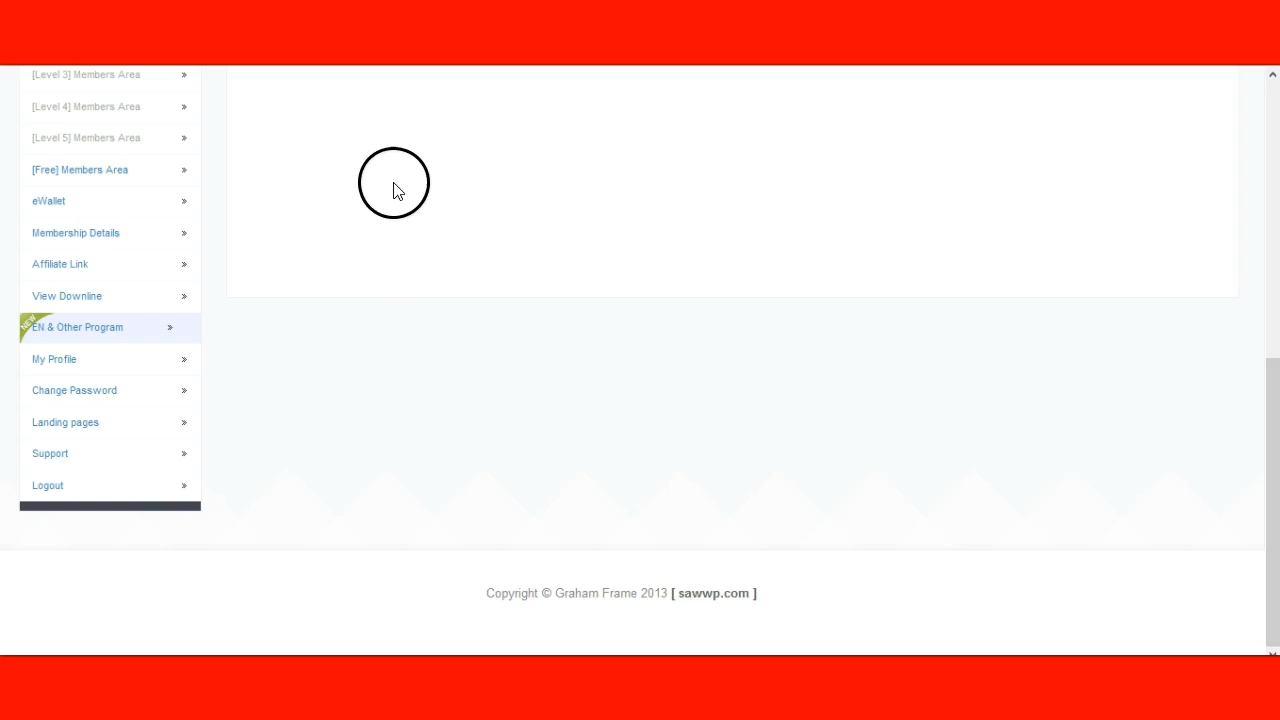 [Level 3] Members Area »
[Level 4] Members Area »
[Level 5] Members Area »
[Free] Members Area »
eWallet »
Membership Details »
Affiliate Link »
View Downline »
NEW
EN & Other Program »
My Profile »
Change Password »
Landing pages »
Support »
Logout »
Copyright © Graham Frame 2013 [ sawwp.com ]